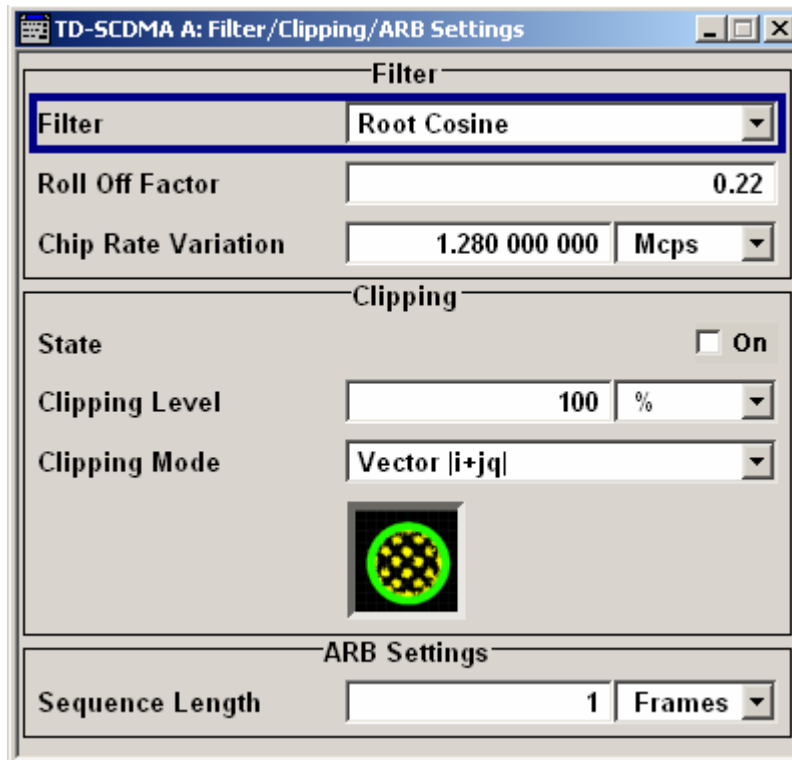 TD-SCDMA A: Filter/Clipping/ARB Settings
Filter
Filter Root Cosine
Roll Off Factor 0.22
Chip Rate Variation 1.280 000 000 Mcps
Clipping
State On
Clipping Level 100 %
Clipping Mode Vector |i+jq|
ARB Settings
Sequence Length 1 Frames